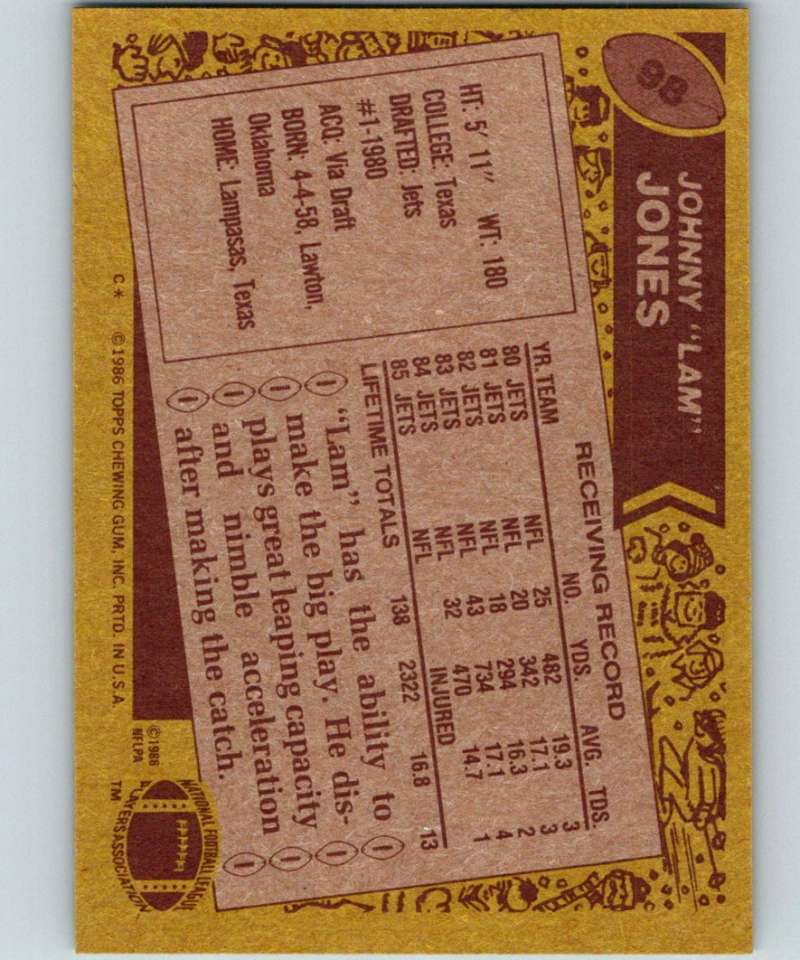 98
JOHNNY "LAM"
JONES
HT: 5' 11" WT: 180
COLLEGE: Texas
DRAFTED: Jets
#1-1980
ACQ: Via Draft
BORN: 4-4-58, Lawton,
Oklahoma
HOME: Lampasas, Texas
RECEIVING RECORD
YR. TEAM NO. YDS. AVG. TDS.
80 JETS NFL 25 482 19.3 3
81 JETS NFL 20 342 17.1 3
82 JETS NFL 18 294 16.3 2
83 JETS NFL 43 734 17.1 4
84 JETS NFL 32 470 14.7 1
85 JETS NFL INJURED
LIFETIME TOTALS 138 2322 16.8 13
"Lam" has the ability to
make the big play. He dis-
plays great leaping capacity
and nimble acceleration
after making the catch.
C* ©1986 TOPPS CHEWING GUM, INC. PRTD. IN U.S.A.
©1986
NFLPA
NATIONAL FOOTBALL LEAGUE
PLAYERS ASSOCIATION
TM